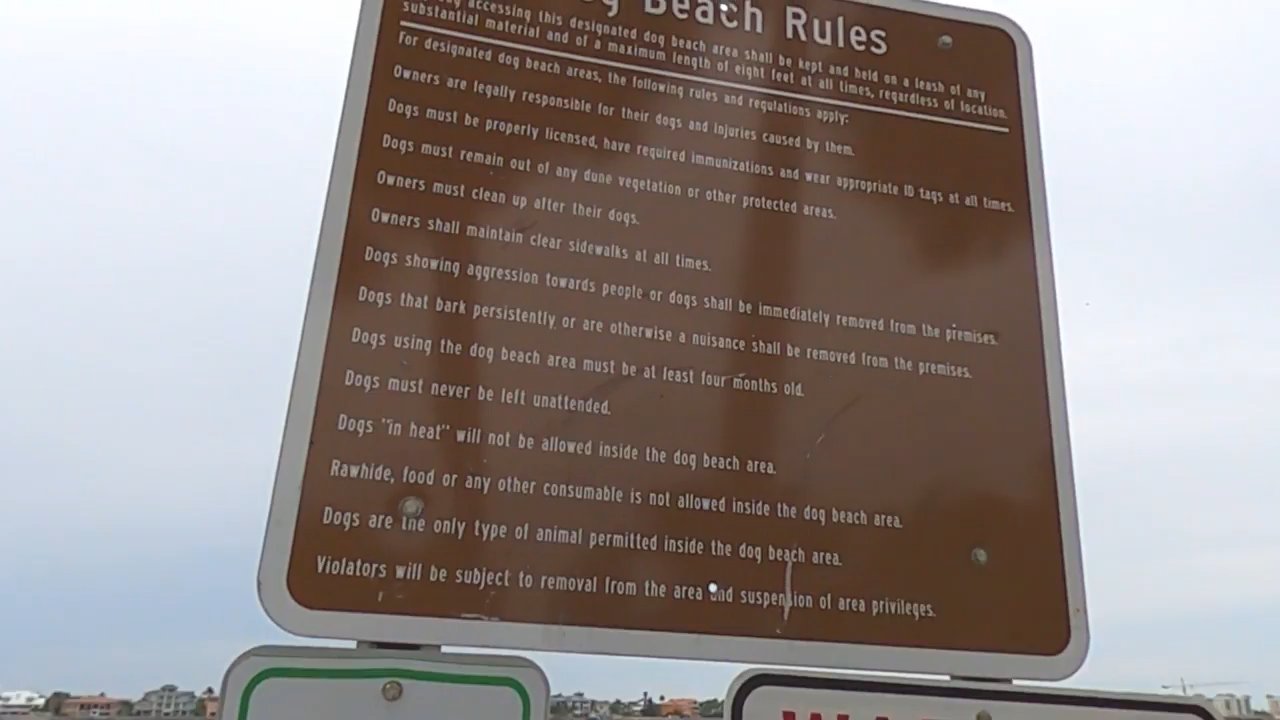 Beach Rules
accessing this designated dog beach area shall be kept and held on a leash of any
substantial material and of a maximum length of eight feet at all times, regardless of location.
For designated dog beach areas, the following rules and regulations apply:
Owners are legally responsible for their dogs and injuries caused by them.
Dogs must be properly licensed, have required immunizations and wear appropriate ID tags at all times.
Dogs must remain out of any dune vegetation or other protected areas.
Owners must clean up after their dogs.
Owners shall maintain clear sidewalks at all times.
Dogs showing aggression towards people or dogs shall be immediately removed from the premises.
Dogs that bark persistently or are otherwise a nuisance shall be removed from the premises.
Dogs using the dog beach area must be at least four months old.
Dogs must never be left unattended.
Dogs "in heat" will not be allowed inside the dog beach area.
Rawhide, food or any other consumable is not allowed inside the dog beach area.
Dogs are the only type of animal permitted inside the dog beach area.
Violators will be subject to removal from the area and suspension of area privileges.